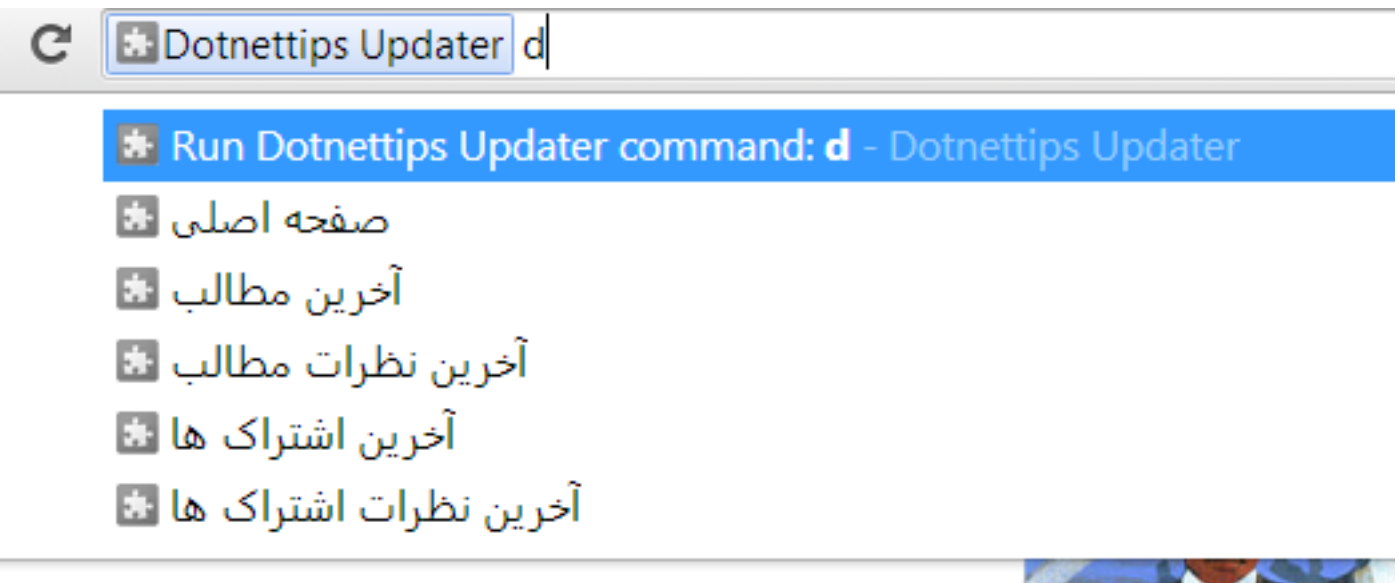 Dotnettips Updater d
Run Dotnettips Updater command: d - Dotnettips Updater
صفحه اصلی
آخرین مطالب
آخرین نظرات مطالب
آخرین اشتراک ها
آخرین نظرات اشتراک ها